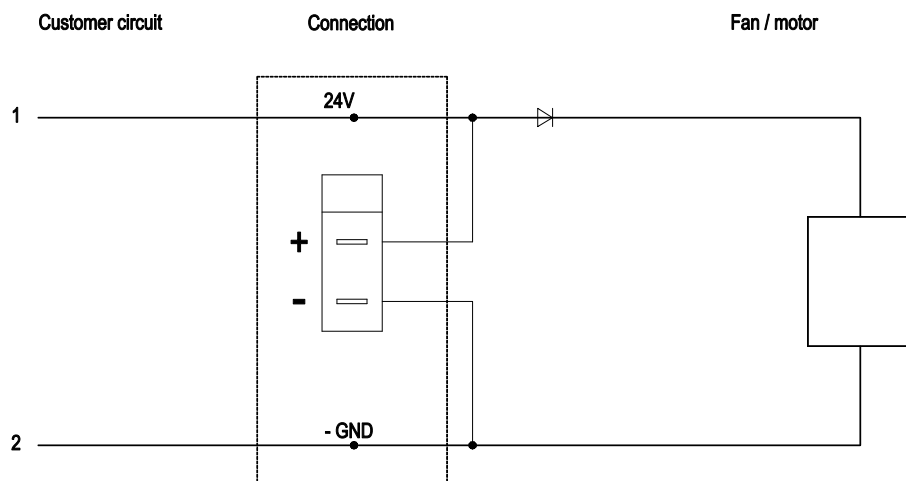 Customer circuit Connection Fan / motor
24V
1
+
-
- GND
2